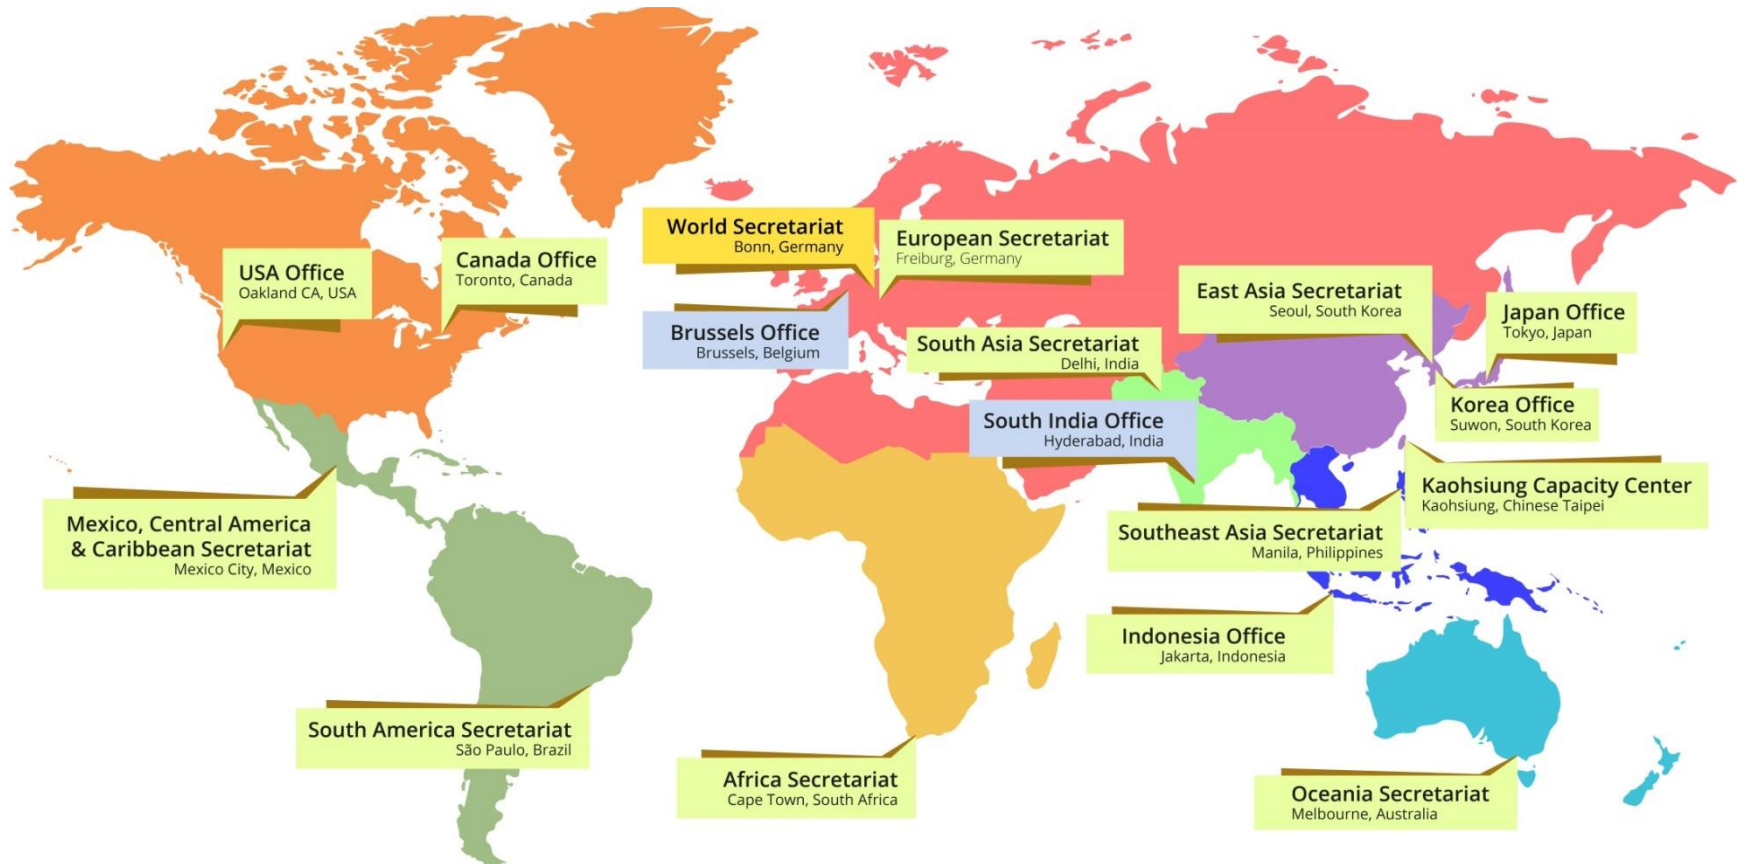 World Secretariat
Bonn, Germany
European Secretariat
Freiburg, Germany
USA Office
Oakland CA, USA
Canada Office
Toronto, Canada
Brussels Office
Brussels, Belgium
East Asia Secretariat
Seoul, South Korea
Japan Office
Tokyo, Japan
South Asia Secretariat
Delhi, India
South India Office
Hyderabad, India
Korea Office
Suwon, South Korea
Kaohsiung Capacity Center
Kaohsiung, Chinese Taipei
Mexico, Central America
& Caribbean Secretariat
Mexico City, Mexico
Southeast Asia Secretariat
Manila, Philippines
Indonesia Office
Jakarta, Indonesia
South America Secretariat
São Paulo, Brazil
Africa Secretariat
Cape Town, South Africa
Oceania Secretariat
Melbourne, Australia